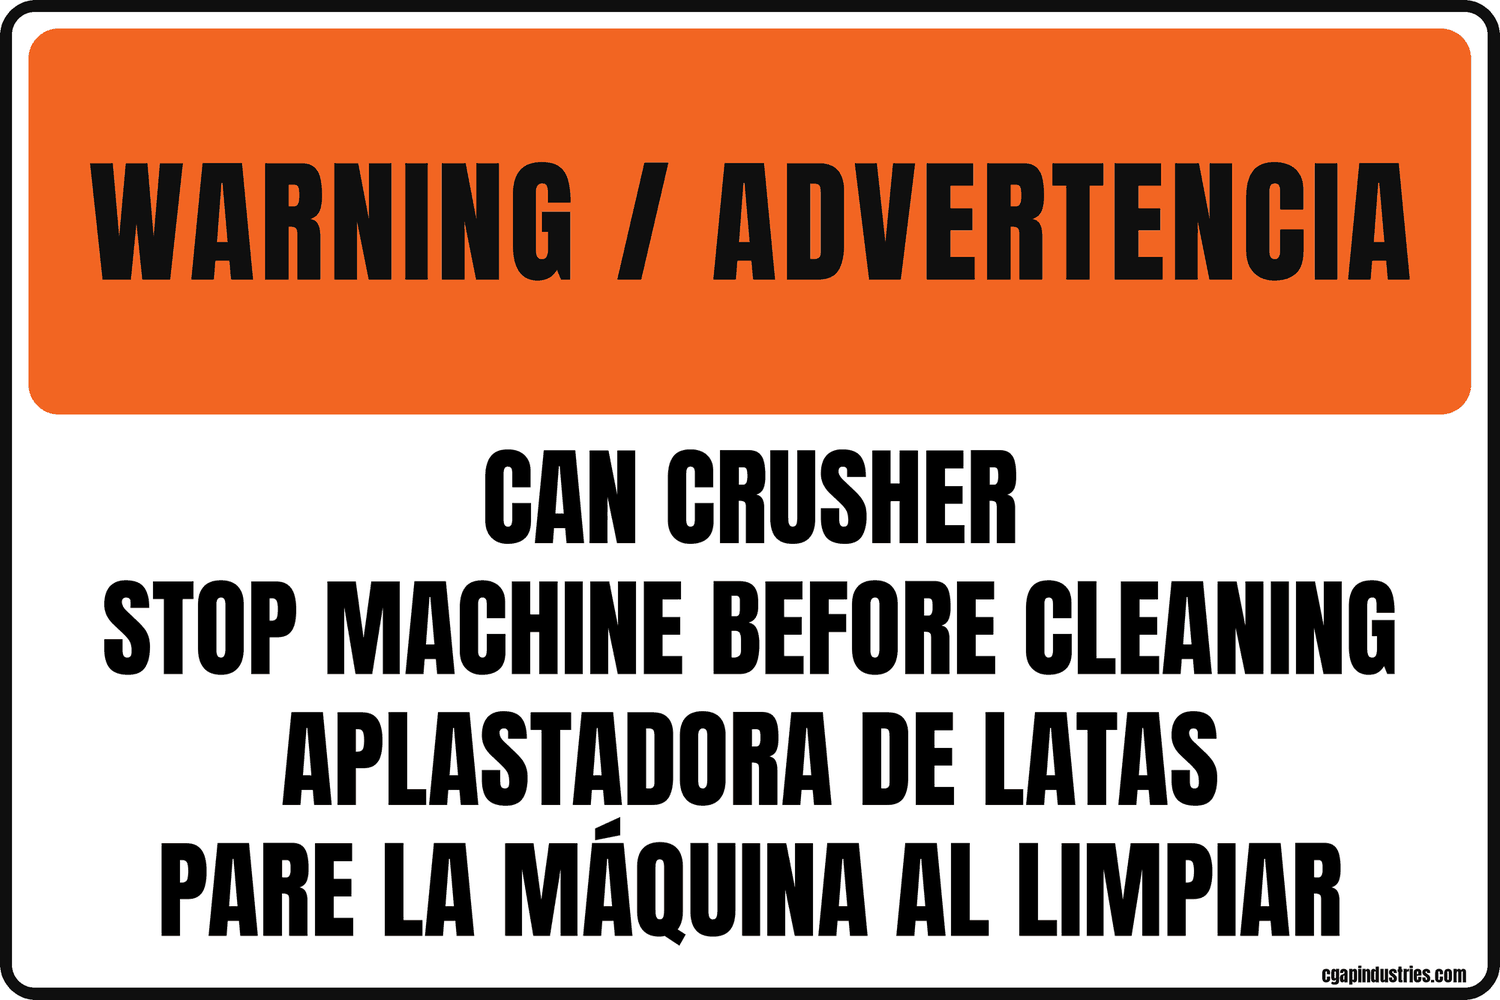 WARNING / ADVERTENCIA
CAN CRUSHER
STOP MACHINE BEFORE CLEANING
APLASTADORA DE LATAS
PARE LA MÁQUINA AL LIMPIAR
cgapindustries.com